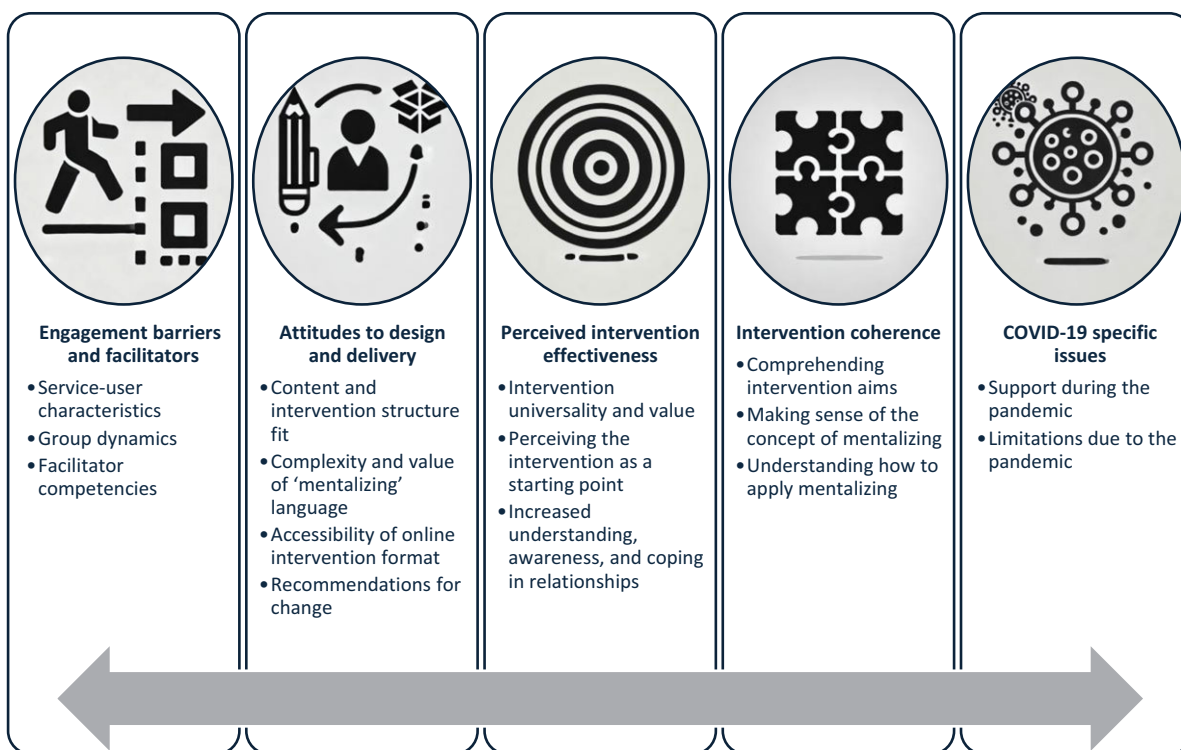 Engagement barriers
and facilitators
•Service-user
characteristics
•Group dynamics
•Facilitator
competencies
Attitudes to design
and delivery
•Content and
intervention structure
fit
•Complexity and value
of ‘mentalizing’
language
•Accessibility of online
intervention format
•Recommendations for
change
Perceived intervention
effectiveness
•Intervention
universality and value
•Perceiving the
intervention as a
starting point
•Increased
understanding,
awareness, and coping
in relationships
Intervention coherence
•Comprehending
intervention aims
•Making sense of the
concept of mentalizing
•Understanding how to
apply mentalizing
COVID-19 specific
issues
•Support during the
pandemic
•Limitations due to the
pandemic